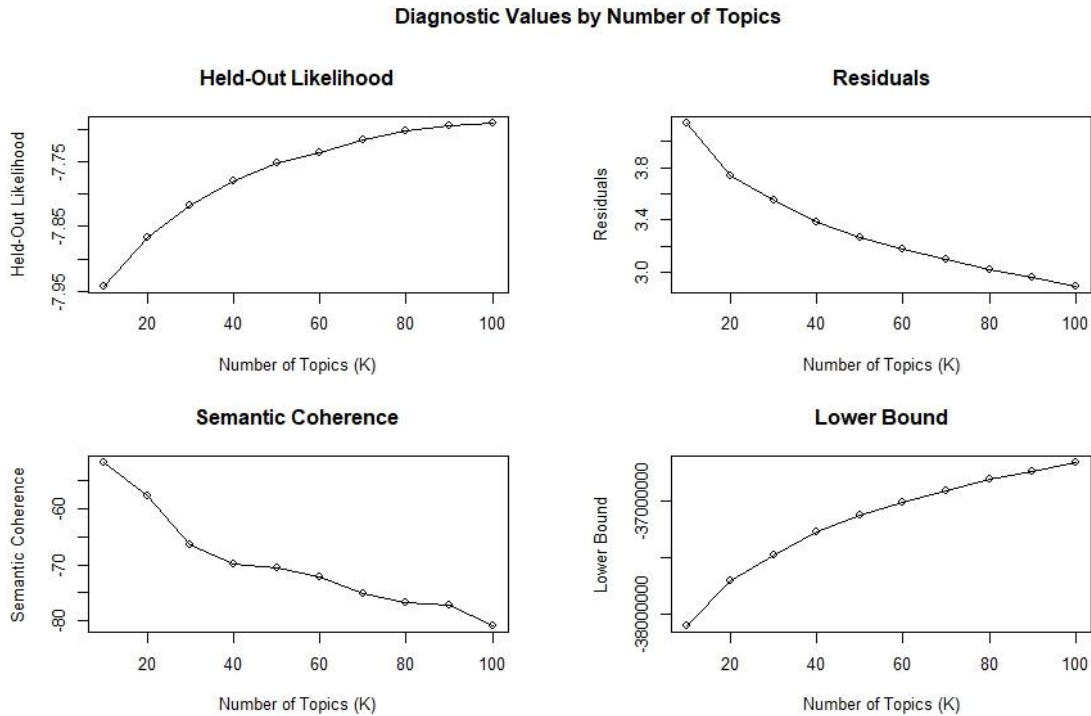 Diagnostic Values by Number of Topics
Held-Out Likelihood
Held-Out Likelihood
-7.75
-7.85
-7.95
20 40 60 80 100
Number of Topics (K)
Residuals
Residuals
3.8
3.4
3.0
20 40 60 80 100
Number of Topics (K)
Semantic Coherence
Semantic Coherence
-60
-70
-80
20 40 60 80 100
Number of Topics (K)
Lower Bound
Lower Bound
-37000000
-38000000
20 40 60 80 100
Number of Topics (K)